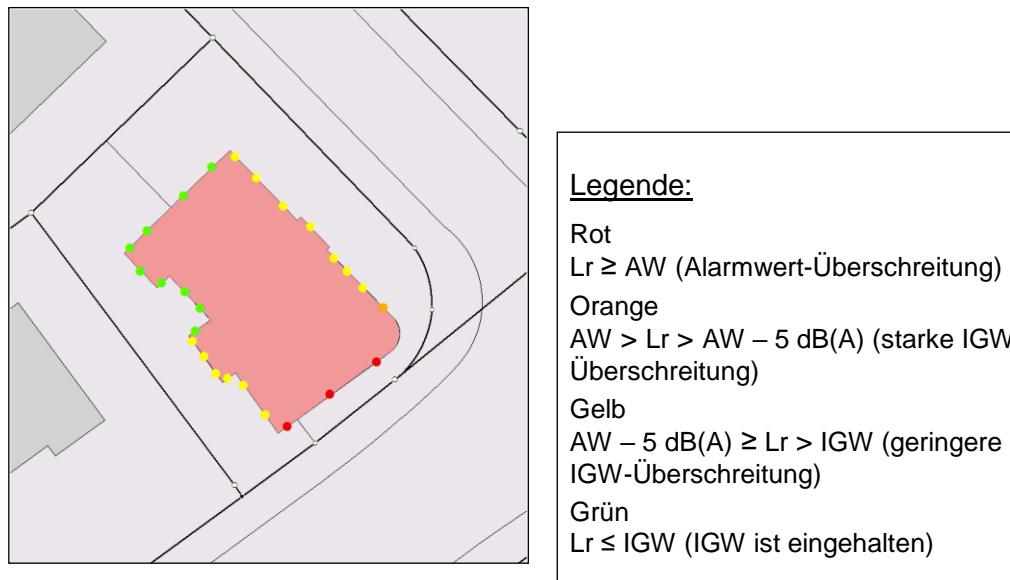 Legende:
Rot
Lr ≥ AW (Alarmwert-Überschreitung)
Orange
AW > Lr > AW – 5 dB(A) (starke IGW
Überschreitung)
Gelb
AW – 5 dB(A) ≥ Lr > IGW (geringere
IGW-Überschreitung)
Grün
Lr ≤ IGW (IGW ist eingehalten)